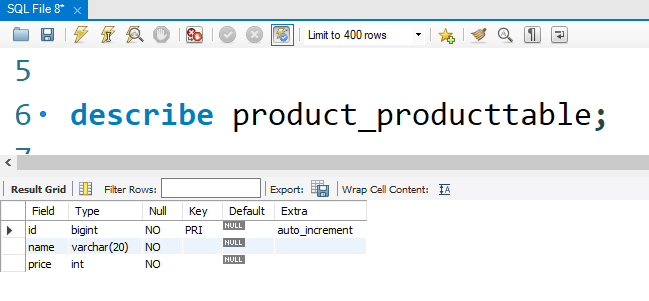 SQL File 8*
Limit to 400 rows
5
6 describe product_producttable;
Result Grid Filter Rows: Export: Wrap Cell Content:
Field Type Null Key Default Extra
id bigint NO PRI NULL auto_increment
name varchar(20) NO
price int NO NULL